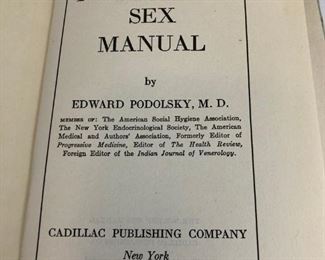 SEX
MANUAL
by
EDWARD PODOLSKY, M. D.
MEMBER OF: The American Social Hygiene Association,
The New York Endocrinological Society, The American
Medical and Authors' Association, Formerly Editor of
Progressive Medicine, Editor of The Health Review,
Foreign Editor of the Indian Journal of Venerology.
CADILLAC PUBLISHING COMPANY
New York